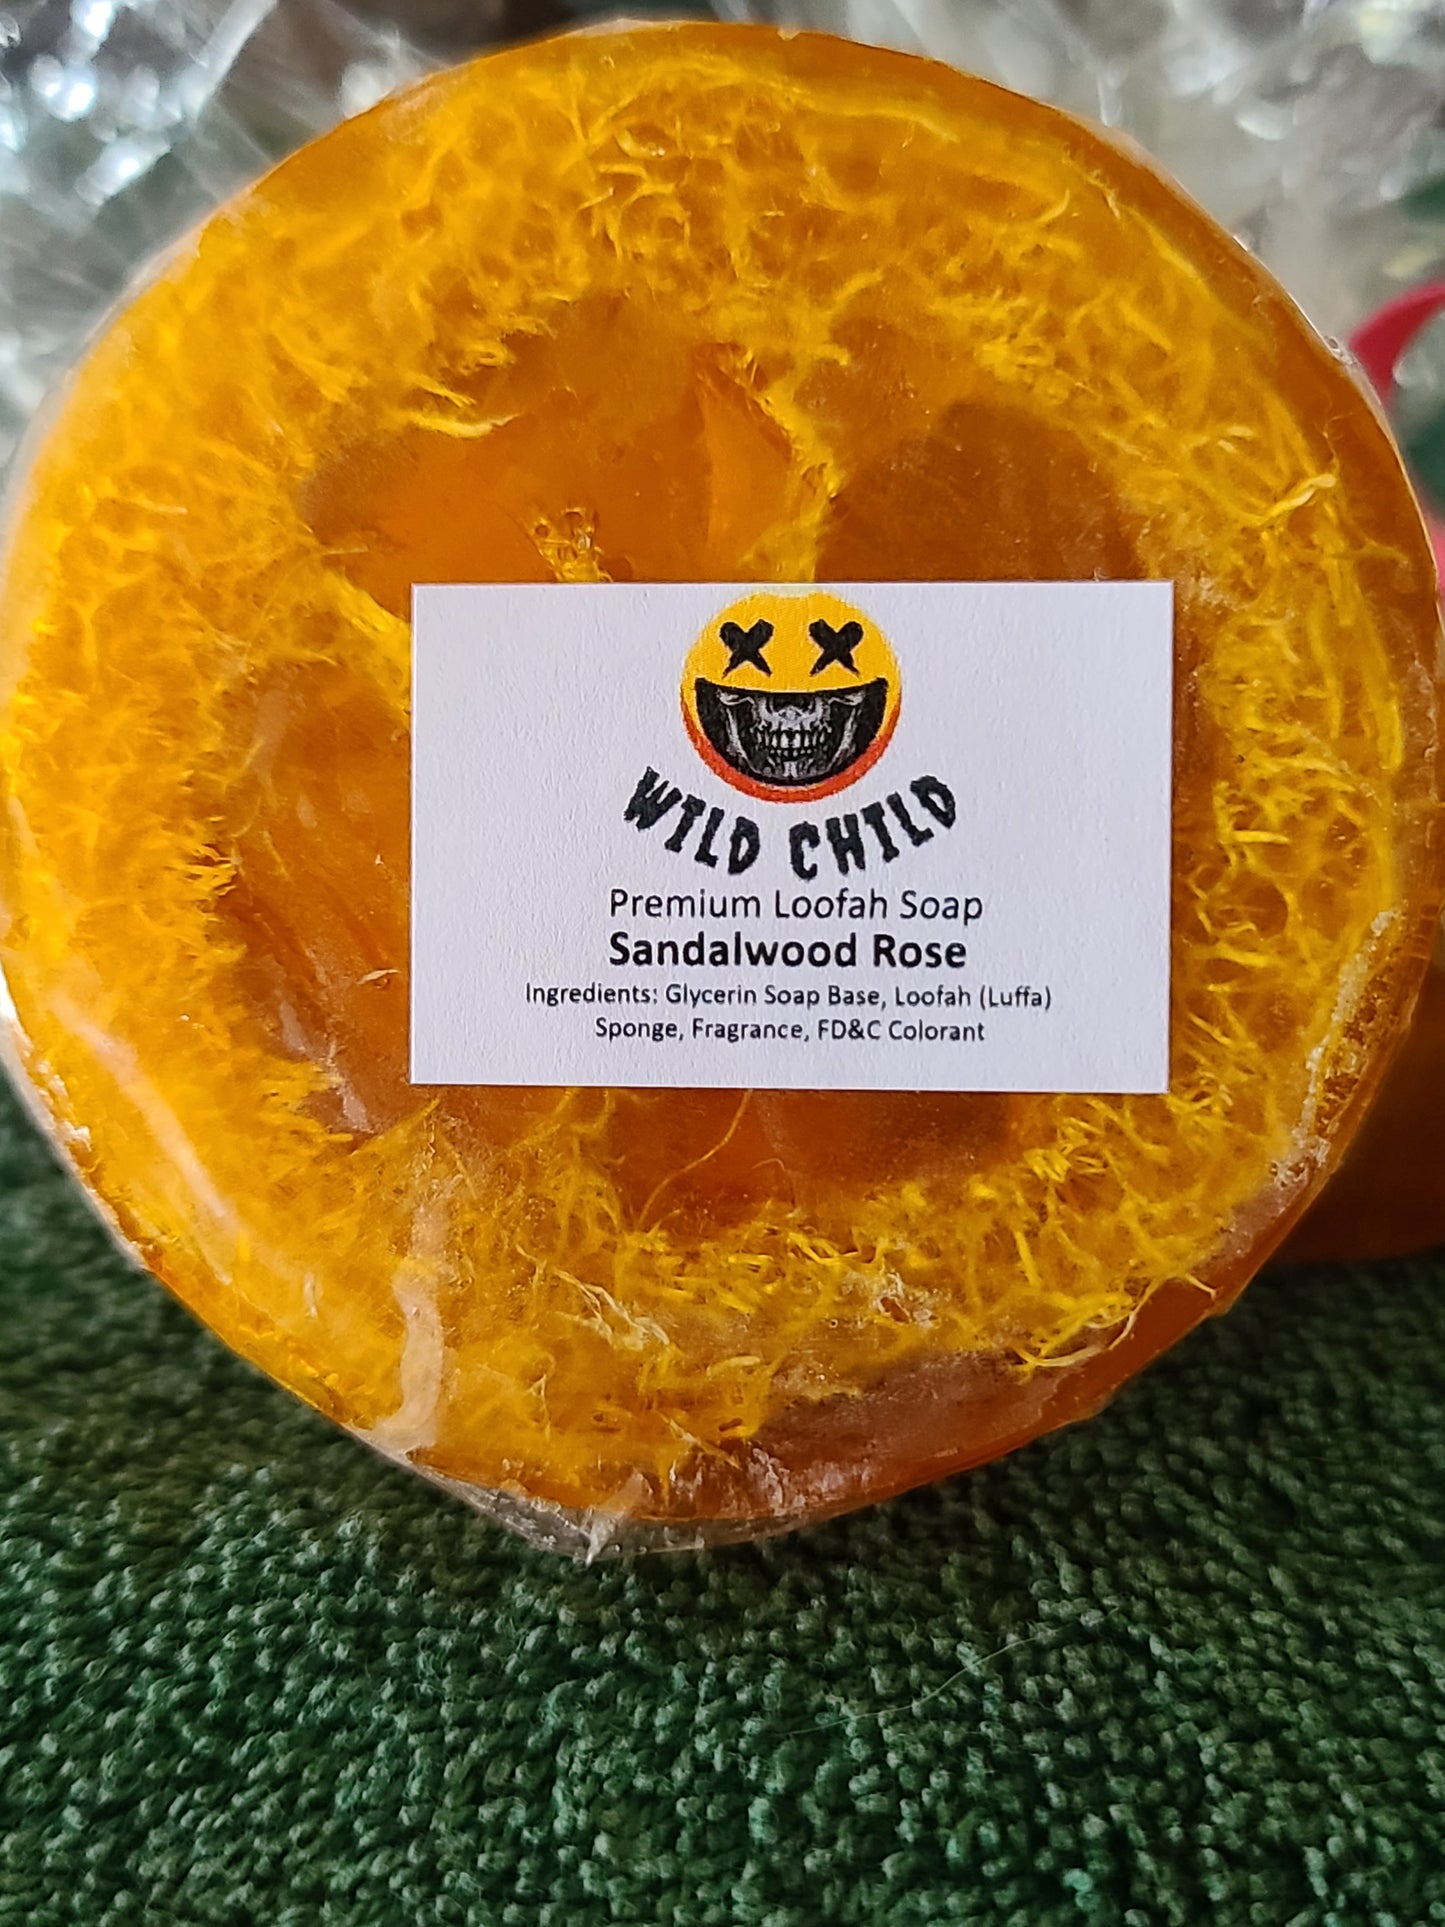 WILD CHILD
Premium Loofah Soap
Sandalwood Rose
Ingredients: Glycerin Soap Base, Loofah (Luffa)
Sponge, Fragrance, FD&C Colorant